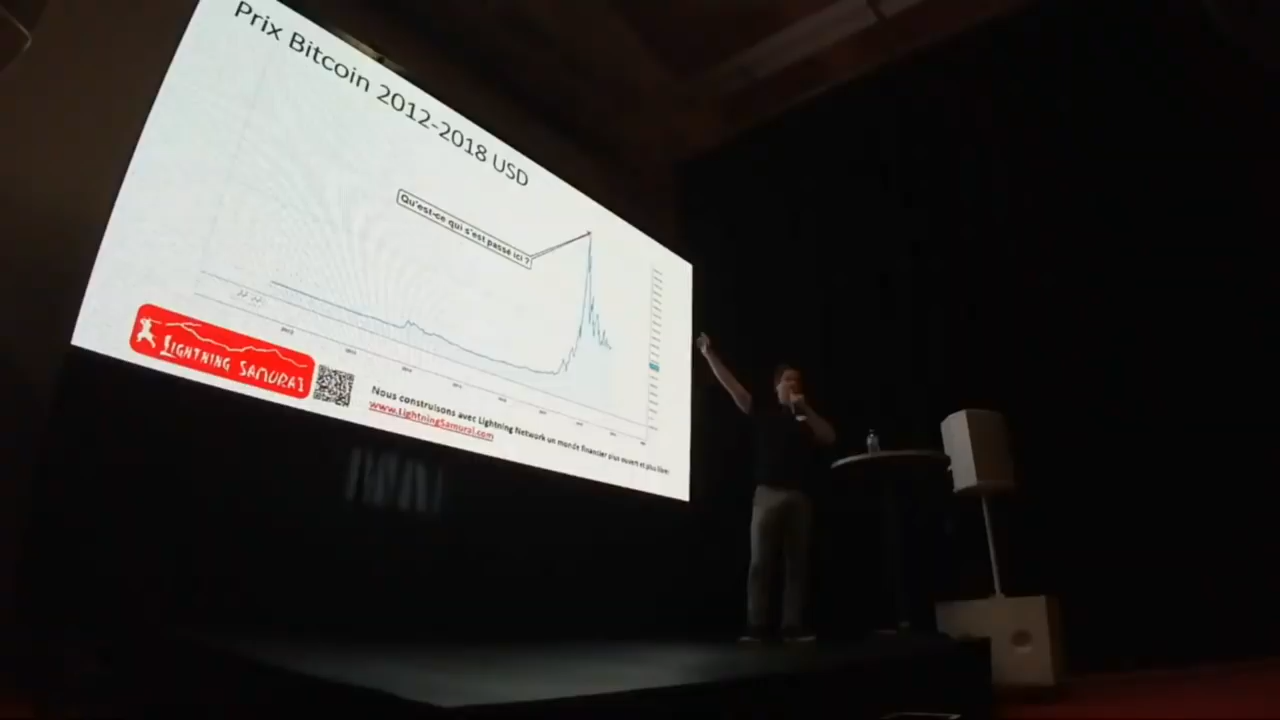 Prix Bitcoin 2012-2018 USD
Qu'est-ce qui s'est passé ici ?
LIGHTNING SAMURAI
Nous construisons avec Lightning Network un monde financier plus ouvert et plus libre
www.LightningSamurai.com